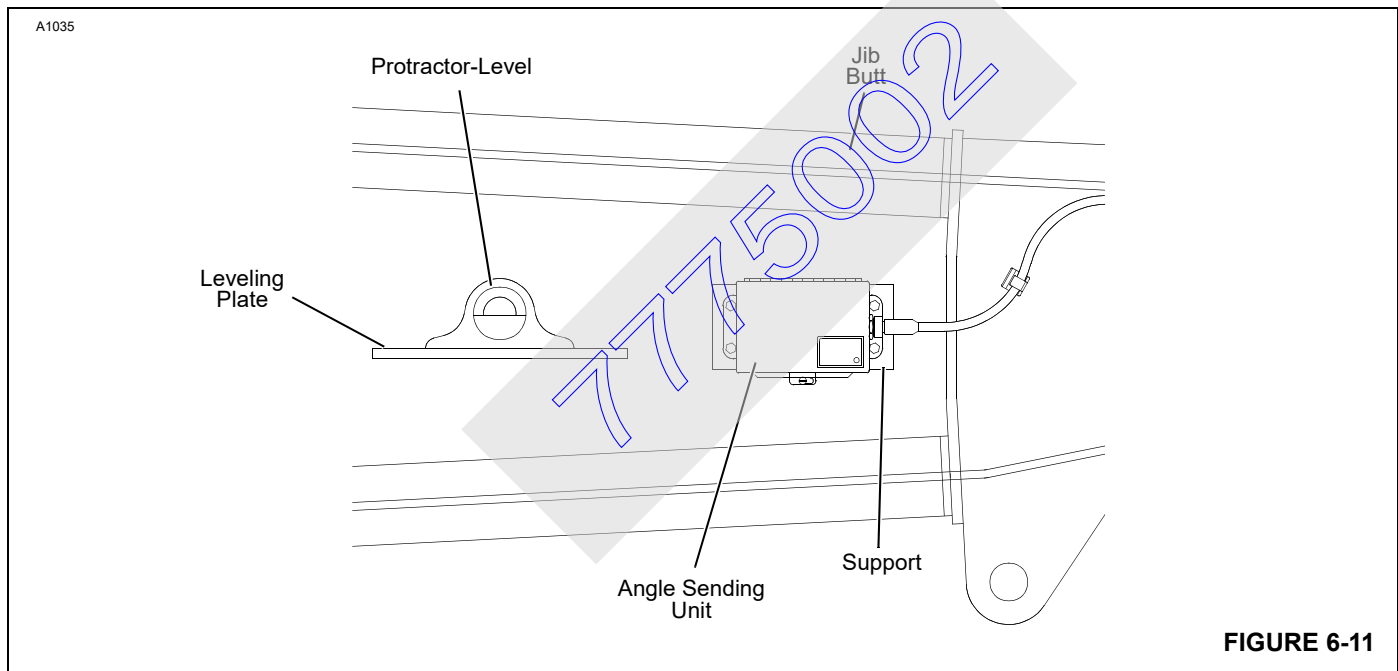 A1035
Protractor-Level
Jib
Butt
Leveling
Plate
7775002
Support
Angle Sending
Unit
FIGURE 6-11